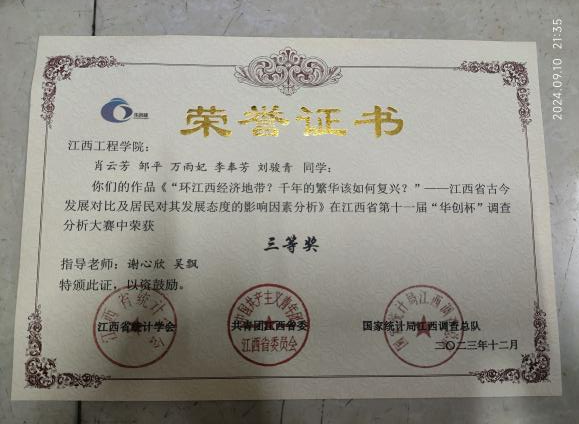 2024.09.10 21:35
荣誉证书
江西工程学院：
肖云芳 邹平 万雨妃 李奉芳 刘骏青 同学：
你们的作品《“环江西经济地带？千年的繁华该如何复兴？”——江西省古今
发展对比及居民对其发展态度的影响因素分析》在江西省第十一届“华创杯”调查
分析大赛中荣获
三等奖
指导老师：谢心欣 吴飘
特颁此证，以资鼓励。
江西省统计学会 共青团江西省委 国家统计局江西调查总队
江西省委员会
二〇二三年十二月